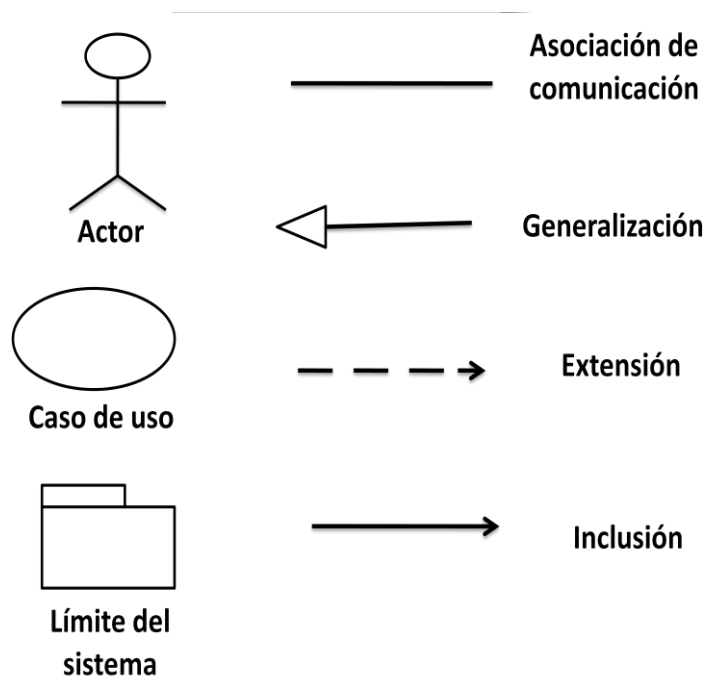 Asociación de
comunicación
Actor
Generalización
Extensión
Caso de uso
Inclusión
Límite del
sistema